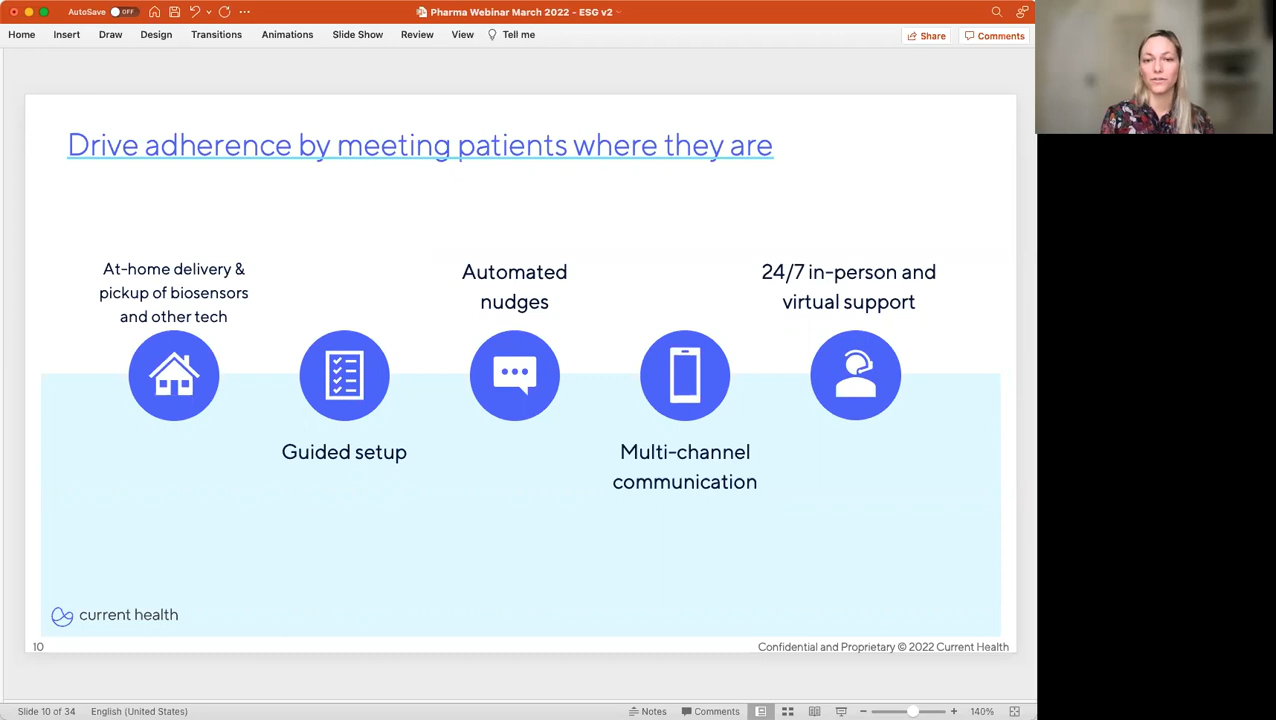 AutoSave OFF
Pharma Webinar March 2022 - ESG v2
Home Insert Draw Design Transitions Animations Slide Show Review View Tell me
Share Comments
Drive adherence by meeting patients where they are
At-home delivery &
pickup of biosensors
and other tech
Guided setup
Automated
nudges
Multi-channel
communication
24/7 in-person and
virtual support
current health
10
Confidential and Proprietary © 2022 Current Health
Slide 10 of 34 English (United States) Notes Comments 140%